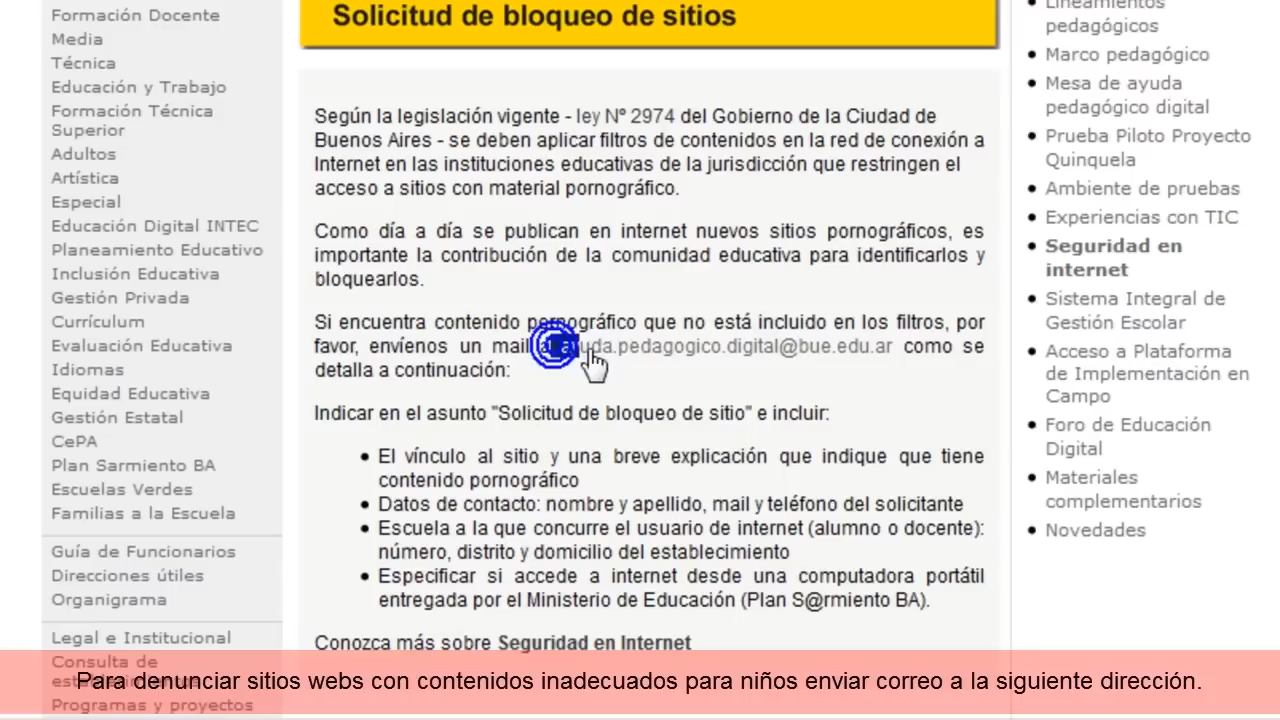 Formación Docente
Media
Técnica
Educación y Trabajo
Formación Técnica
Superior
Adultos
Artística
Especial
Educación Digital INTEC
Planeamiento Educativo
Inclusión Educativa
Gestión Privada
Currículum
Evaluación Educativa
Idiomas
Equidad Educativa
Gestión Estatal
CePA
Plan Sarmiento BA
Escuelas Verdes
Familias a la Escuela
Guía de Funcionarios
Direcciones útiles
Organigrama
Legal e Institucional
Consulta de
Programas y proyectos
Solicitud de bloqueo de sitios
Según la legislación vigente - ley Nº 2974 del Gobierno de la Ciudad de
Buenos Aires - se deben aplicar filtros de contenidos en la red de conexión a
Internet en las instituciones educativas de la jurisdicción que restringen el
acceso a sitios con material pornográfico.
Como día a día se publican en internet nuevos sitios pornográficos, es
importante la contribución de la comunidad educativa para identificarlos y
bloquearlos.
Si encuentra contenido pornográfico que no está incluido en los filtros, por
favor, envíenos un mail ayuda.pedagogico.digital@bue.edu.ar como se
detalla a continuación:
Indicar en el asunto "Solicitud de bloqueo de sitio" e incluir:
El vínculo al sitio y una breve explicación que indique que tiene
contenido pornográfico
Datos de contacto: nombre y apellido, mail y teléfono del solicitante
Escuela a la que concurre el usuario de internet (alumno o docente):
número, distrito y domicilio del establecimiento
Especificar si accede a internet desde una computadora portátil
entregada por el Ministerio de Educación (Plan S@rmiento BA).
Conozca más sobre Seguridad en Internet
Lineamientos
pedagógicos
Marco pedagógico
Mesa de ayuda
pedagógico digital
Prueba Piloto Proyecto
Quinquela
Ambiente de pruebas
Experiencias con TIC
Seguridad en
internet
Sistema Integral de
Gestión Escolar
Acceso a Plataforma
de Implementación en
Campo
Foro de Educación
Digital
Materiales
complementarios
Novedades
Para denunciar sitios webs con contenidos inadecuados para niños enviar correo a la siguiente dirección.